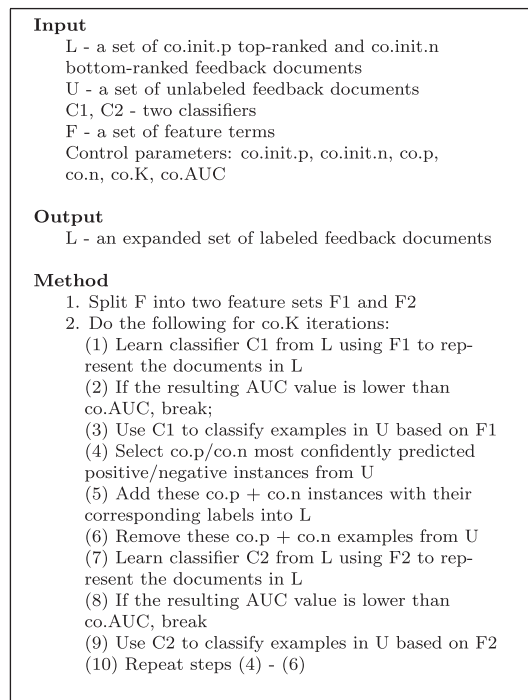 Input
L - a set of co.init.p top-ranked and co.init.n
bottom-ranked feedback documents
U - a set of unlabeled feedback documents
C1, C2 - two classifiers
F - a set of feature terms
Control parameters: co.init.p, co.init.n, co.p,
co.n, co.K, co.AUC
Output
L - an expanded set of labeled feedback documents
Method
1. Split F into two feature sets F1 and F2
2. Do the following for co.K iterations:
(1) Learn classifier C1 from L using F1 to rep-
resent the documents in L
(2) If the resulting AUC value is lower than
co.AUC, break;
(3) Use C1 to classify examples in U based on F1
(4) Select co.p/co.n most confidently predicted
positive/negative instances from U
(5) Add these co.p + co.n instances with their
corresponding labels into L
(6) Remove these co.p + co.n examples from U
(7) Learn classifier C2 from L using F2 to rep-
resent the documents in L
(8) If the resulting AUC value is lower than
co.AUC, break
(9) Use C2 to classify examples in U based on F2
(10) Repeat steps (4) - (6)